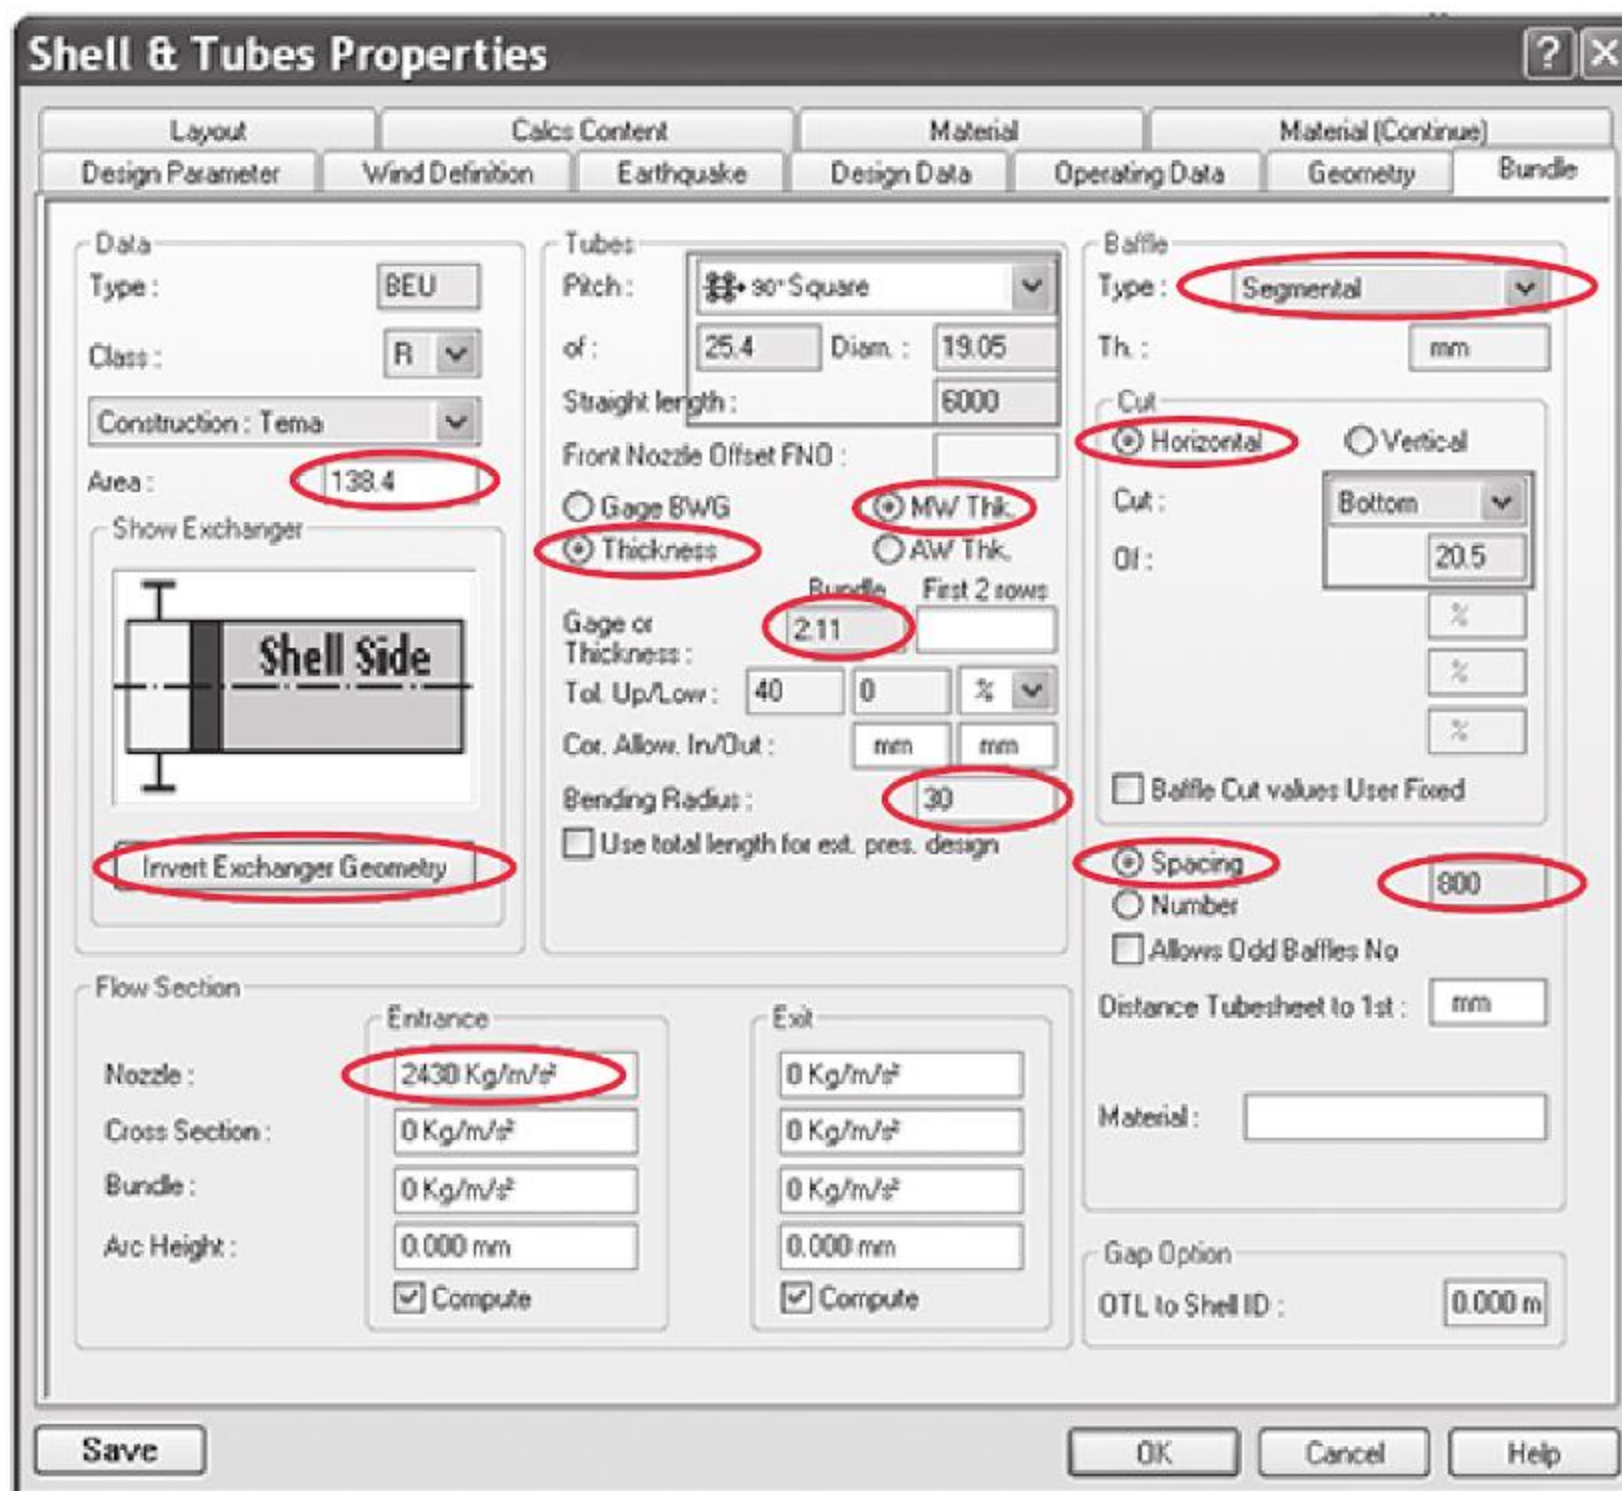 Shell & Tubes Properties
? X
Layout Calcs Content Material Material (Continue)
Design Parameter Wind Definition Earthquake Design Data Operating Data Geometry Bundle
Data
Type : BEU
Class : R
Construction : Tema
Area : 138.4
Show Exchanger
Shell Side
Invert Exchanger Geometry
Tubes
Pitch : 90° Square
of : 25.4 Diam. : 19.05
Straight length : 6000
Front Nozzle Offset FNO :
Gage BWG MW Thk.
Thickness AW Thk.
Bundle First 2 rows
Gage or
Thickness : 2.11
Tol. Up/Low : 40 0 %
Cor. Allow. In/Out : mm mm
Bending Radius : 30
Use total length for ext. pres. design
Baffle
Type : Segmental
Th. : mm
Cut
Horizontal Vertical
Cut : Bottom
Of : 20.5
%
%
%
Baffle Cut values User Fixed
Spacing 800
Number
Allows Odd Baffles No
Distance Tubesheet to 1st : mm
Material :
Flow Section
Entrance Exit
Nozzle : 2430 Kg/m/s² 0 Kg/m/s²
Cross Section : 0 Kg/m/s² 0 Kg/m/s²
Bundle : 0 Kg/m/s² 0 Kg/m/s²
Arc Height : 0.000 mm 0.000 mm
Compute Compute
Gap Option
OTL to Shell ID : 0.000 m
Save OK Cancel Help